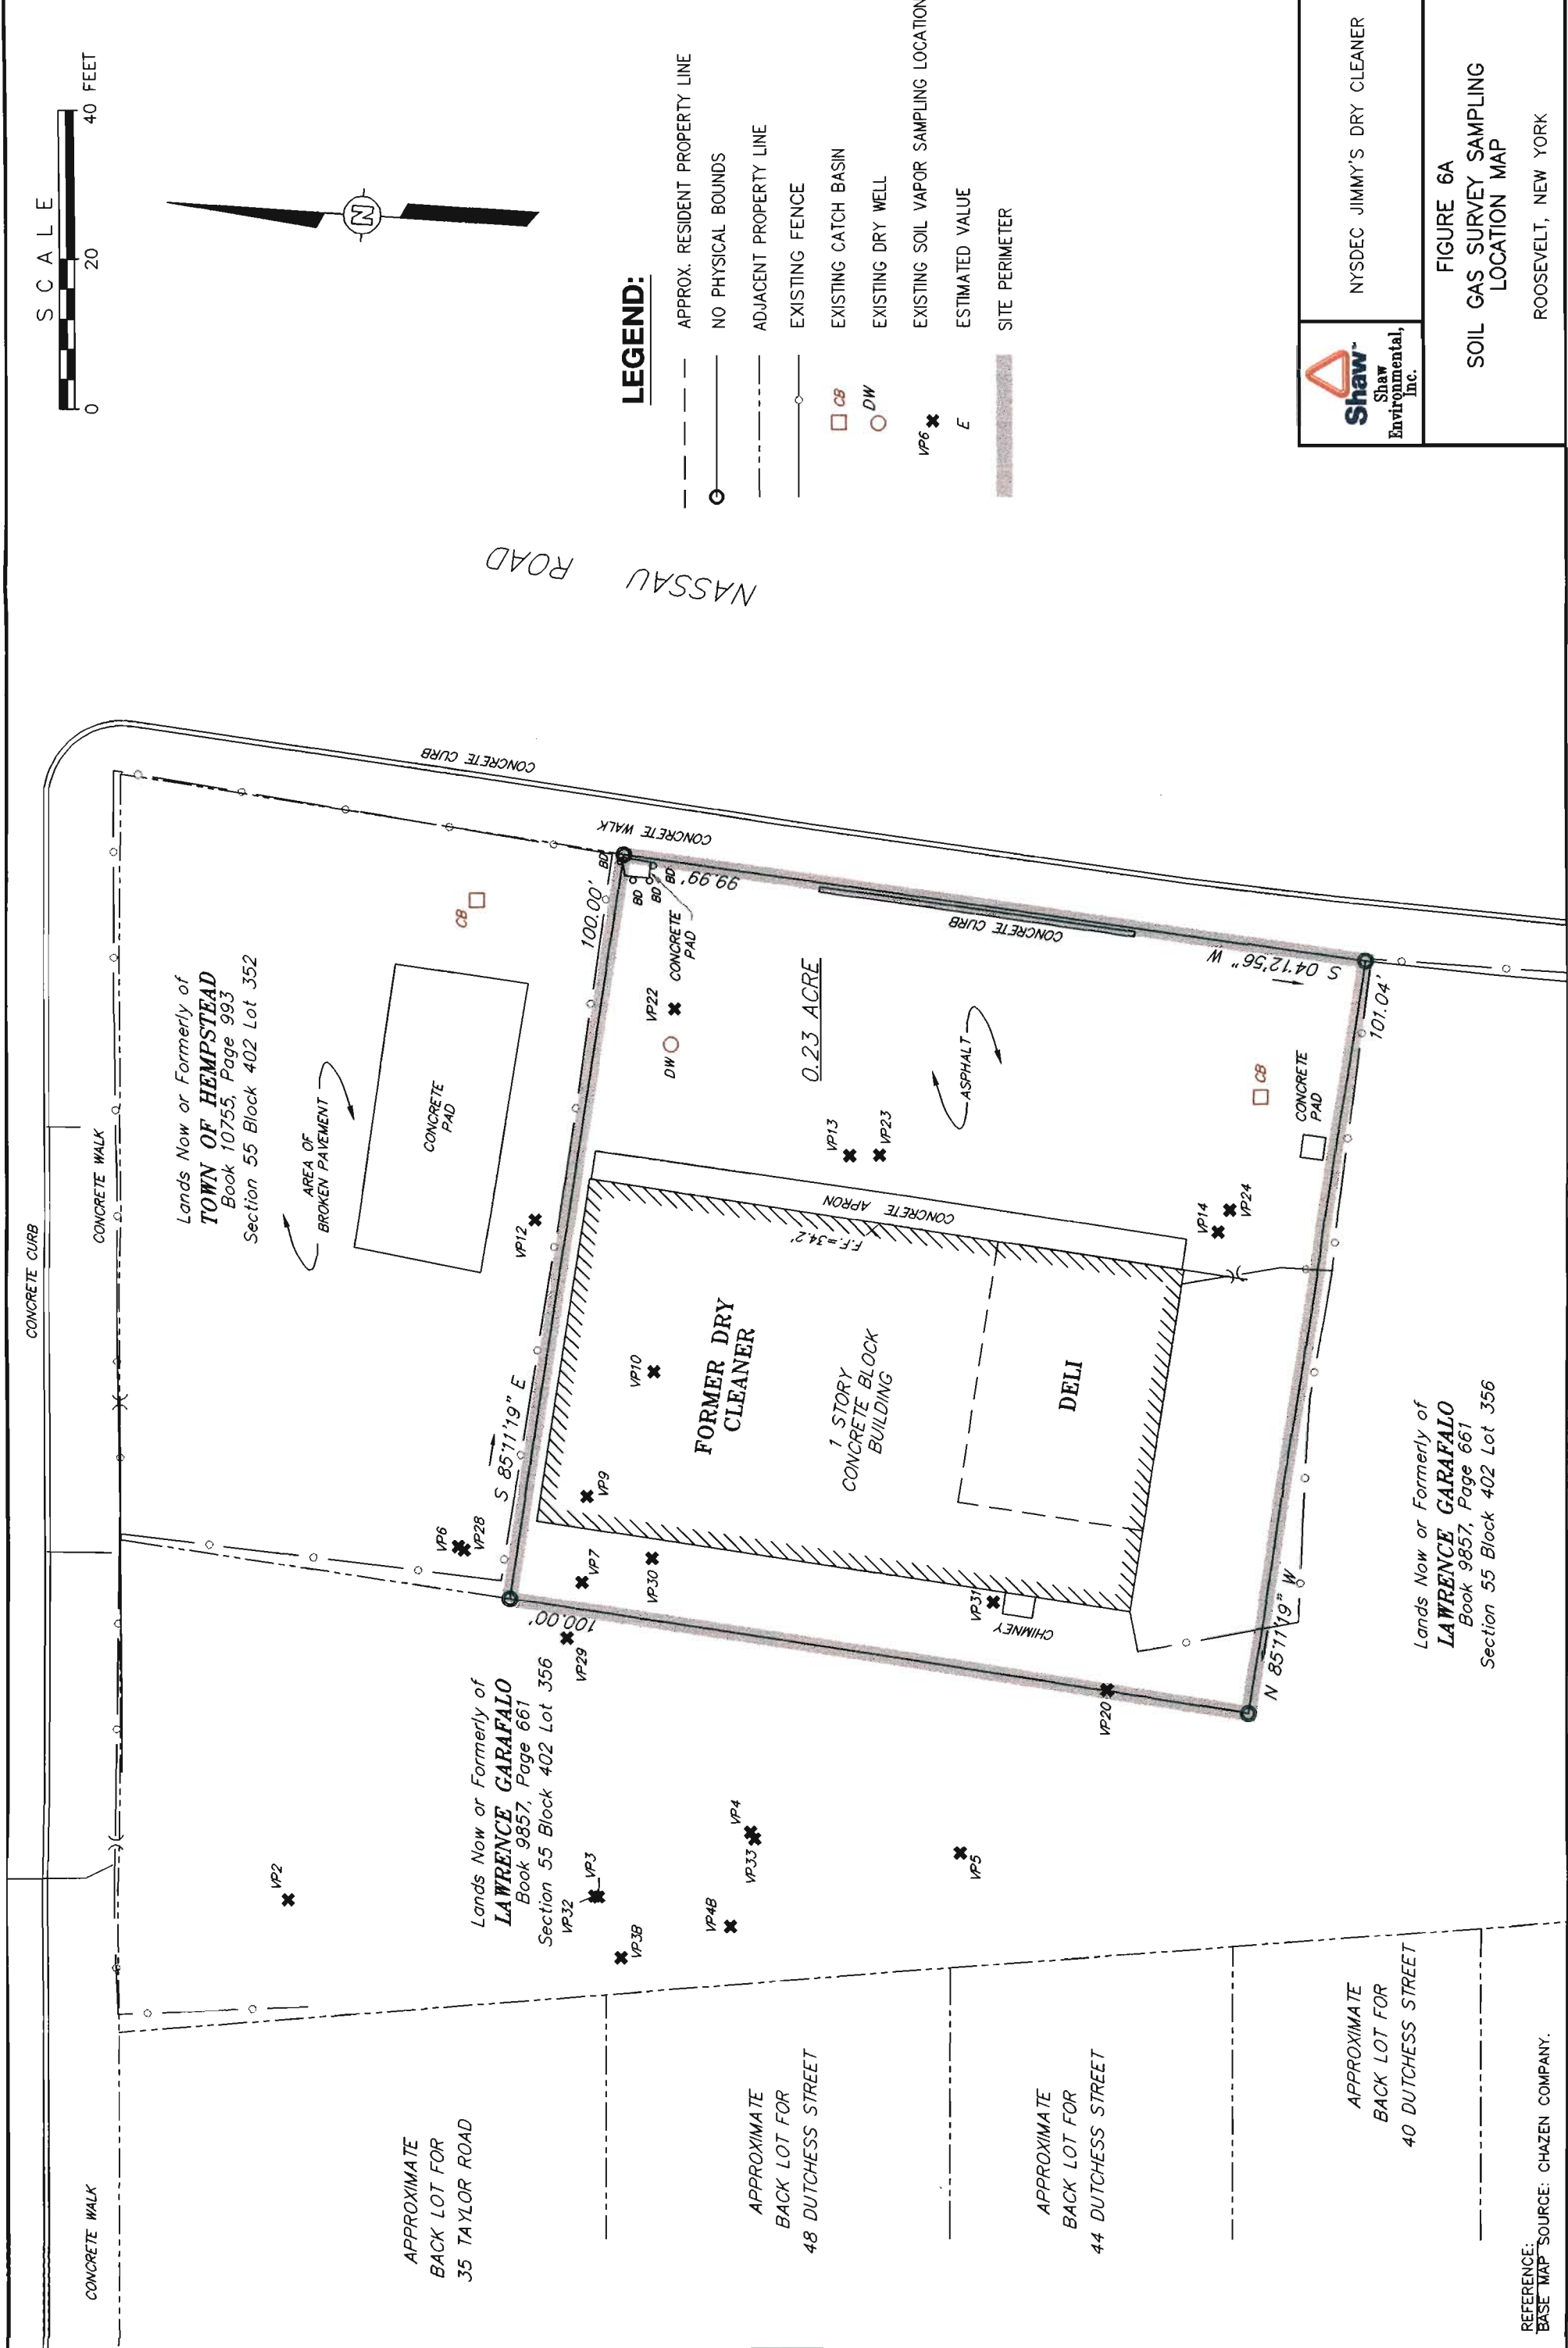 CONCRETE WALK
CONCRETE CURB
CONCRETE WALK
SCALE
0 20 40 FEET
N
NASSAU ROAD
CONCRETE CURB
CONCRETE WALK
CONCRETE CURB
Lands Now or Formerly of
TOWN OF HEMPSTEAD
Book 10755, Page 993
Section 55 Block 402 Lot 352
AREA OF
BROKEN PAVEMENT
CONCRETE
PAD
CB
VP12
VP6
VP28
VP2
S 85°11'19" E
100.00'
BD
BD
BD
BD
99.99'
CONCRETE
PAD
VP22
DW
0.23 ACRE
CONCRETE CURB
S 04°12'56" W
ASPHALT
VP13
VP23
CONCRETE APRON
F.F.=34.2'
VP10
VP9
FORMER DRY
CLEANER
1 STORY
CONCRETE BLOCK
BUILDING
DELI
VP14
VP24
CB
CONCRETE
PAD
101.04'
N 85°11'19" W
VP7
VP30
VP31
CHIMNEY
100.00'
VP29
VP20
Lands Now or Formerly of
LAWRENCE GARAFALO
Book 9857, Page 661
Section 55 Block 402 Lot 356
VP32
VP3
VP3B
VP4
VP33
VP4B
VP5
Lands Now or Formerly of
LAWRENCE GARAFALO
Book 9857, Page 661
Section 55 Block 402 Lot 356
APPROXIMATE
BACK LOT FOR
35 TAYLOR ROAD
APPROXIMATE
BACK LOT FOR
48 DUTCHESS STREET
APPROXIMATE
BACK LOT FOR
44 DUTCHESS STREET
APPROXIMATE
BACK LOT FOR
40 DUTCHESS STREET
LEGEND:
APPROX. RESIDENT PROPERTY LINE
NO PHYSICAL BOUNDS
ADJACENT PROPERTY LINE
EXISTING FENCE
CB EXISTING CATCH BASIN
DW EXISTING DRY WELL
VP6 EXISTING SOIL VAPOR SAMPLING LOCATION
E ESTIMATED VALUE
SITE PERIMETER
REFERENCE:
BASE MAP SOURCE: CHAZEN COMPANY.
Shaw™
Shaw
Environmental,
Inc.
NYSDEC JIMMY'S DRY CLEANER
FIGURE 6A
SOIL GAS SURVEY SAMPLING
LOCATION MAP
ROOSEVELT, NEW YORK